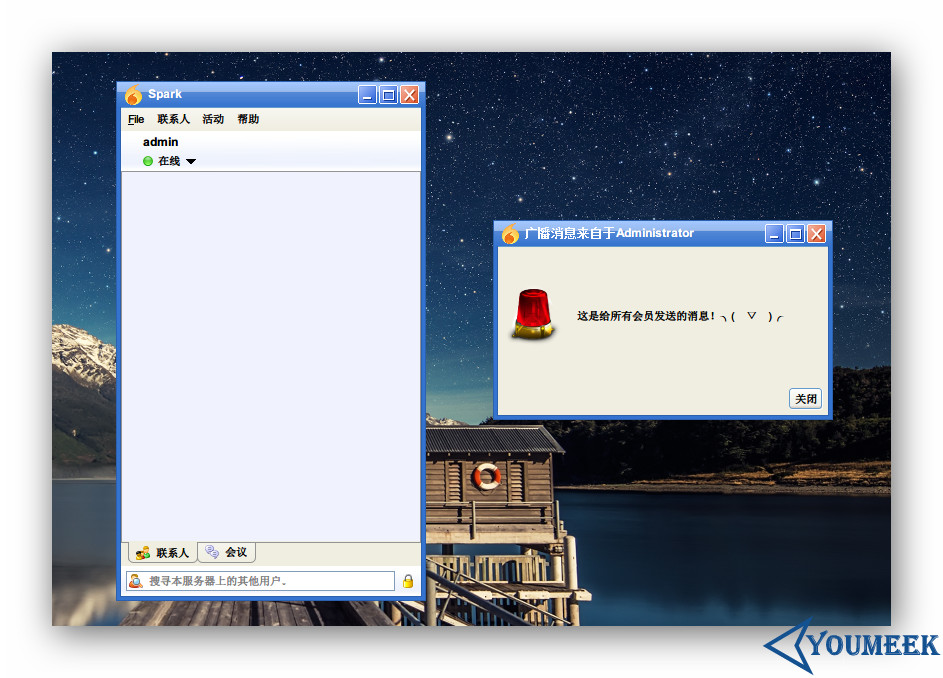 Spark
File 联系人 活动 帮助
admin
在线
广播消息来自于Administrator
这是给所有会员发送的消息!╮( ▽ )╭
关闭
联系人 会议
搜寻本服务器上的其他用户。
YOUMEEK